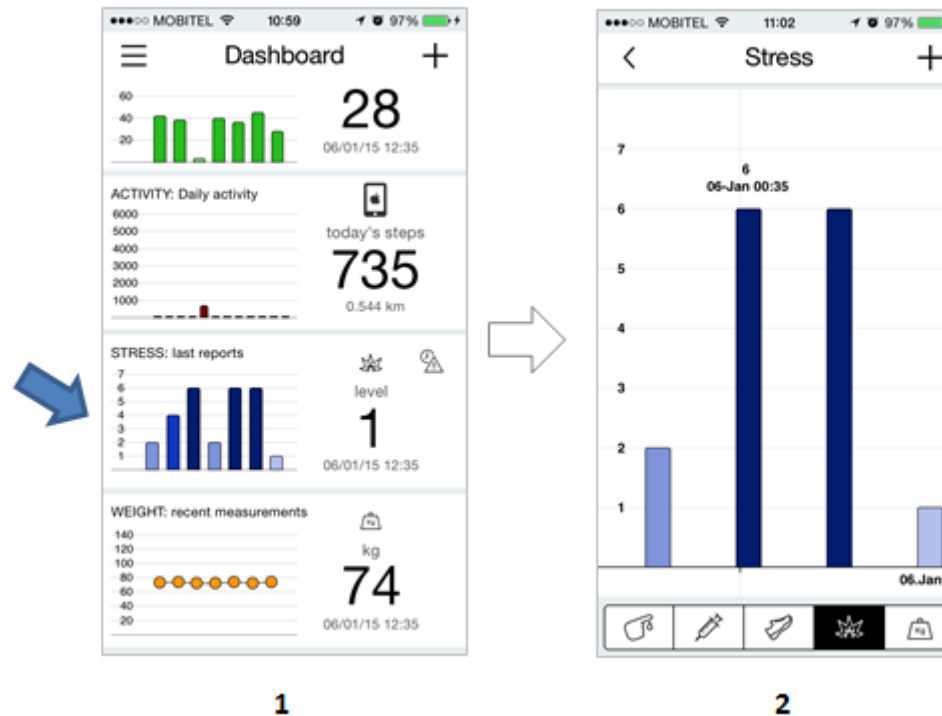 MOBITEL 10:59 97%
Dashboard
60
40
20
28
06/01/15 12:35
ACTIVITY: Daily activity
6000
5000
4000
3000
2000
1000
today's steps
735
0.544 km
STRESS: last reports
7
6
5
4
3
2
1
level
1
06/01/15 12:35
WEIGHT: recent measurements
140
120
100
80
60
40
20
Kg
kg
74
06/01/15 12:35
1
MOBITEL 11:02 97%
Stress
7
6
06-Jan 00:35
6
5
4
3
2
1
06.Jan
Kg
2